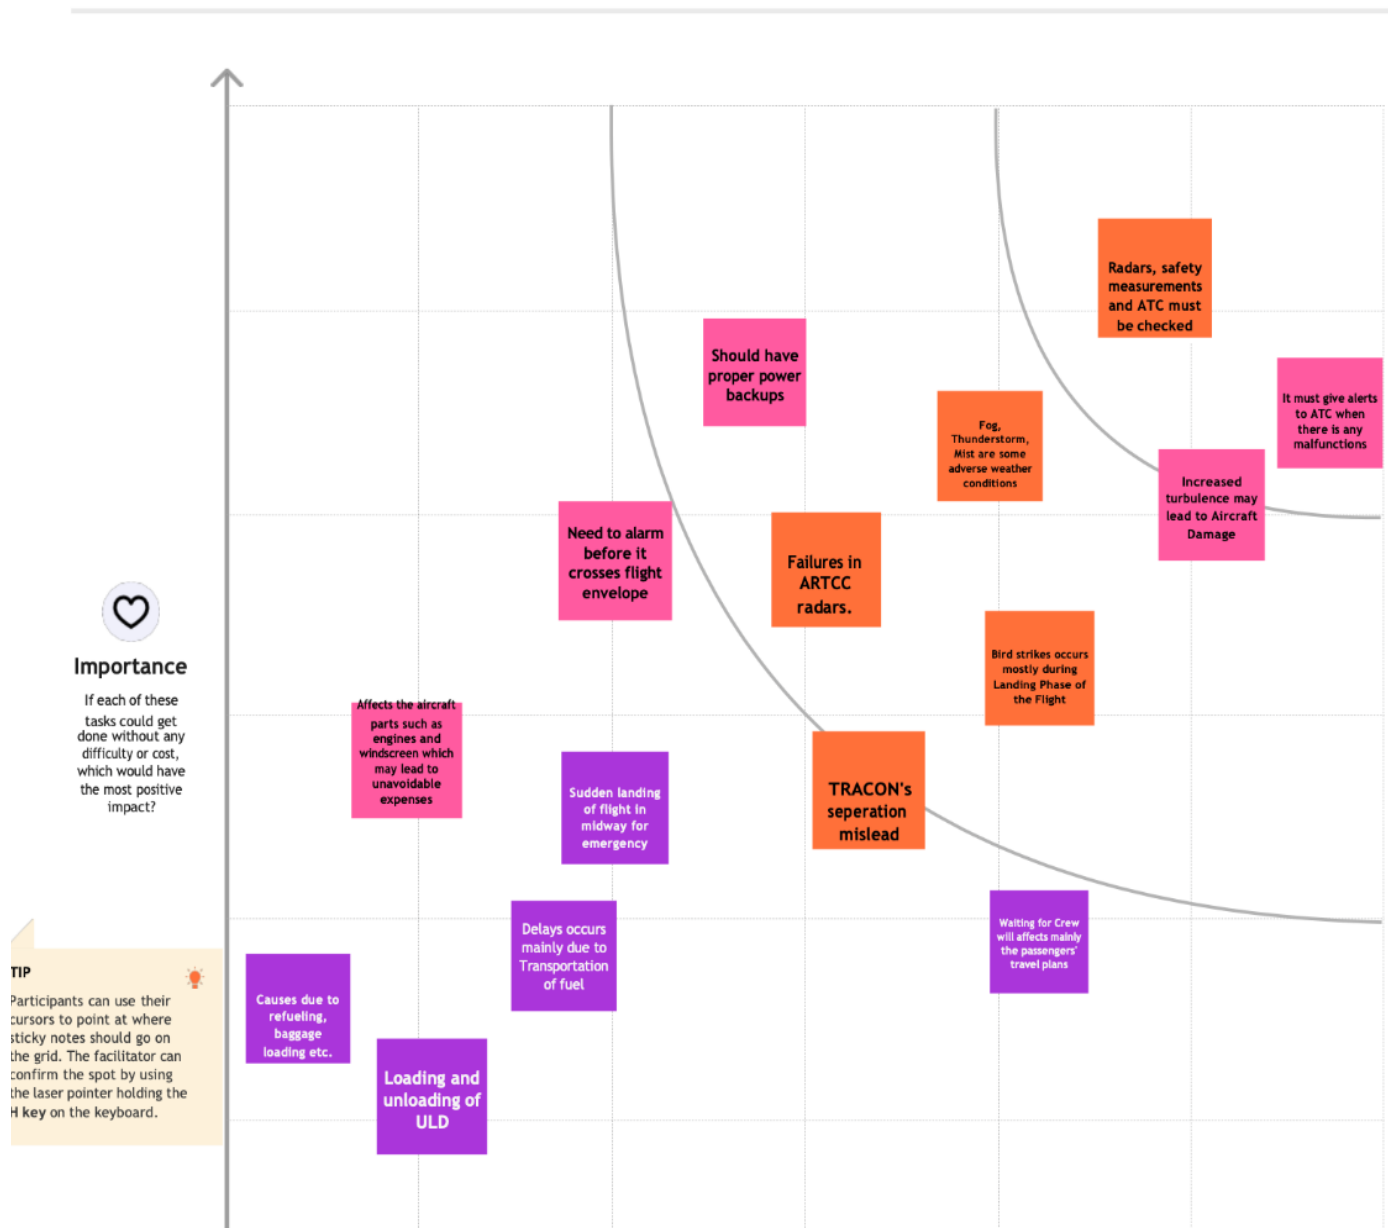 Radars, safety
measurements
and ATC must
be checked
Should have
proper power
backups
It must give alerts
to ATC when
there is any
malfunctions
Fog,
Thunderstorm,
Mist are some
adverse weather
conditions
Increased
turbulence may
lead to Aircraft
Damage
Need to alarm
before it
crosses flight
envelope
Failures in
ARTCC
radars.
Bird strikes occurs
mostly during
Landing Phase of
the Flight
Importance
If each of these
tasks could get
done without any
difficulty or cost,
which would have
the most positive
impact?
Affects the aircraft
parts such as
engines and
windscreen which
may lead to
unavoidable
expenses
Sudden landing
of flight in
midway for
emergency
TRACON's
seperation
mislead
Delays occurs
mainly due to
Transportation
of fuel
Waiting for Crew
will affects mainly
the passengers'
travel plans
Causes due to
refueling,
baggage
loading etc.
Loading and
unloading of
ULD
TIP
Participants can use their
cursors to point at where
sticky notes should go on
the grid. The facilitator can
confirm the spot by using
the laser pointer holding the
H key on the keyboard.